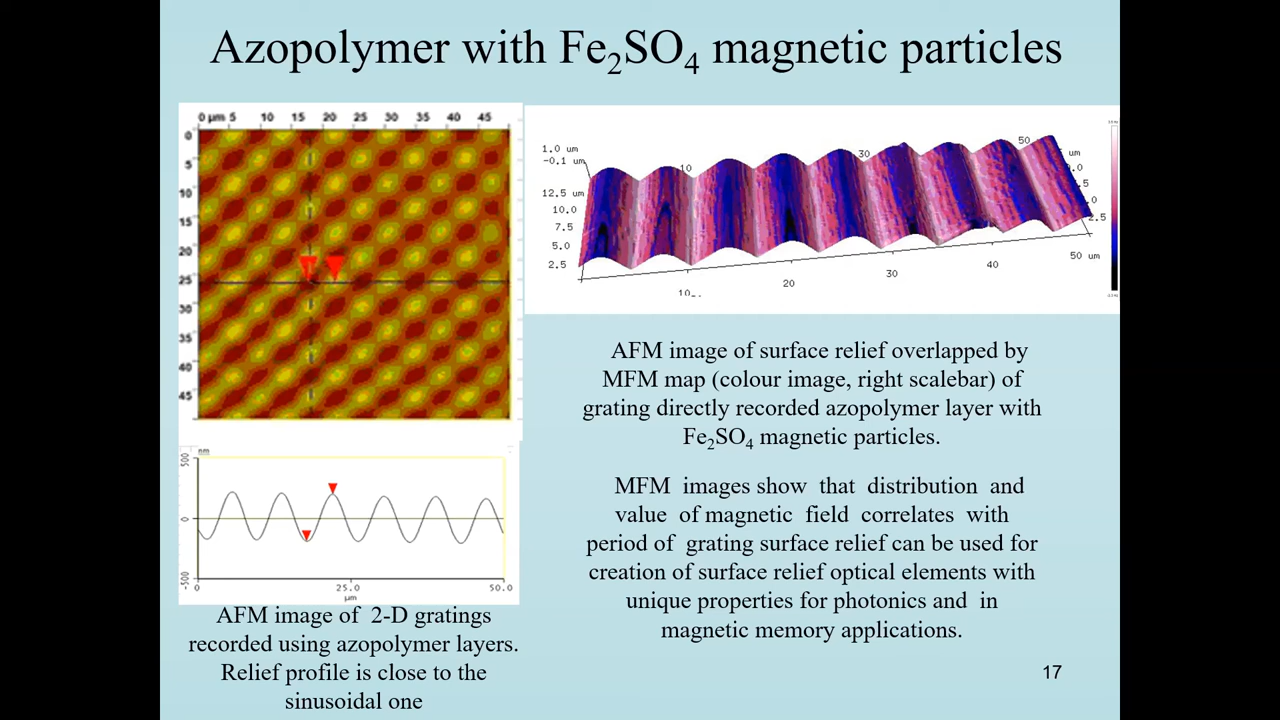 Azopolymer with Fe₂SO₄ magnetic particles
0 µm 5 10 15 20 25 30 35 40 45
0
5
10
15
20
25
30
35
40
45
1.0 um
-0.1 um
12.5 um
10.0
7.5
5.0
2.5
10
30
50
um
2.5
10
20
30
40
50 um
AFM image of surface relief overlapped by
MFM map (colour image, right scalebar) of
grating directly recorded azopolymer layer with
Fe₂SO₄ magnetic particles.
nm
500
0
-500
0 25.0 50.0
µm
MFM images show that distribution and
value of magnetic field correlates with
period of grating surface relief can be used for
creation of surface relief optical elements with
unique properties for photonics and in
magnetic memory applications.
AFM image of 2-D gratings
recorded using azopolymer layers.
Relief profile is close to the
sinusoidal one
17